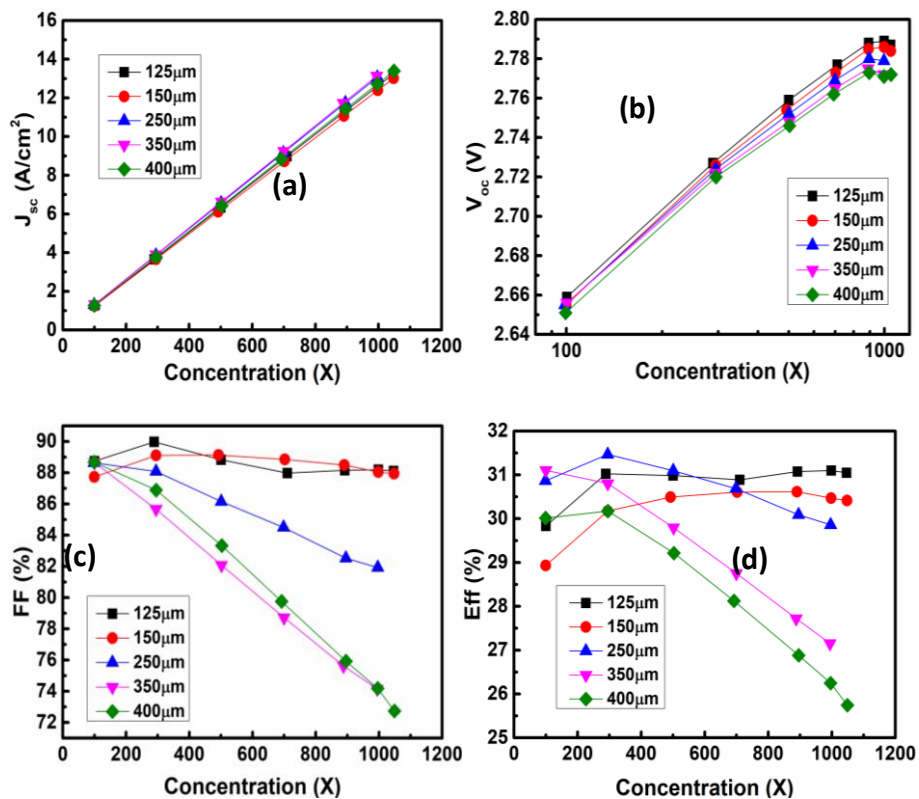 16
14
12
10
8
6
4
2
0
J_sc (A/cm²)
125μm
150μm
250μm
350μm
400μm
(a)
0 200 400 600 800 1000 1200
Concentration (X)
2.80
2.78
2.76
2.74
2.72
2.70
2.68
2.66
2.64
V_oc (V)
(b)
125μm
150μm
250μm
350μm
400μm
100 1000
Concentration (X)
90
88
86
84
82
80
78
76
74
72
FF (%)
(c)
125μm
150μm
250μm
350μm
400μm
0 200 400 600 800 1000 1200
Concentration (X)
32
31
30
29
28
27
26
25
Eff (%)
(d)
125μm
150μm
250μm
350μm
400μm
0 200 400 600 800 1000 1200
Concentration (X)